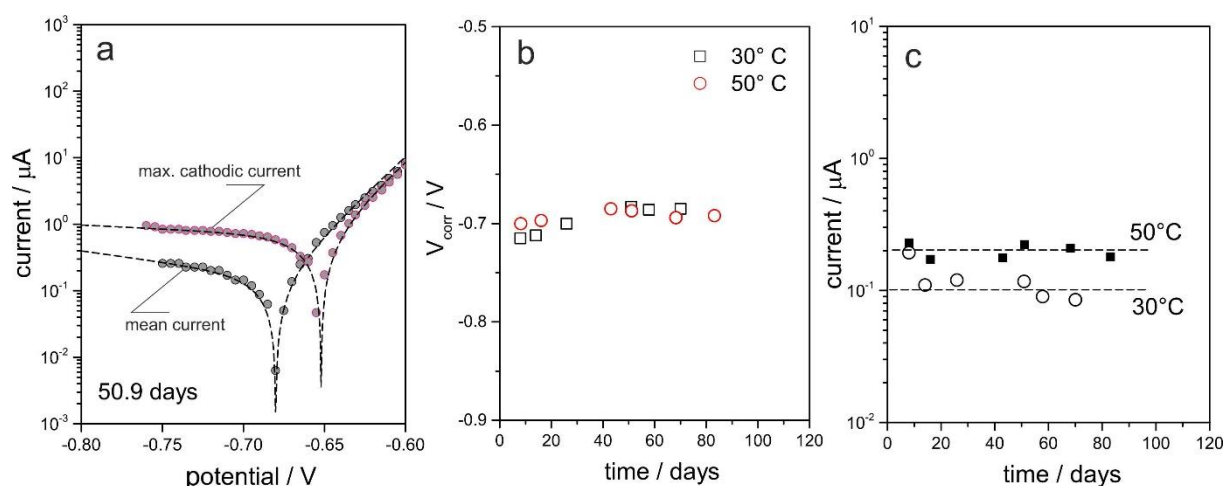 a
10³
10²
10¹
10⁰
10⁻¹
10⁻²
10⁻³
current / µA
max. cathodic current
mean current
50.9 days
-0.80
-0.75
-0.70
-0.65
-0.60
potential / V
b
30° C
50° C
-0.5
-0.6
-0.7
-0.8
-0.9
V_corr / V
0
20
40
60
80
100
120
time / days
c
10¹
10⁰
10⁻¹
10⁻²
current / µA
50°C
30°C
0
20
40
60
80
100
120
time / days